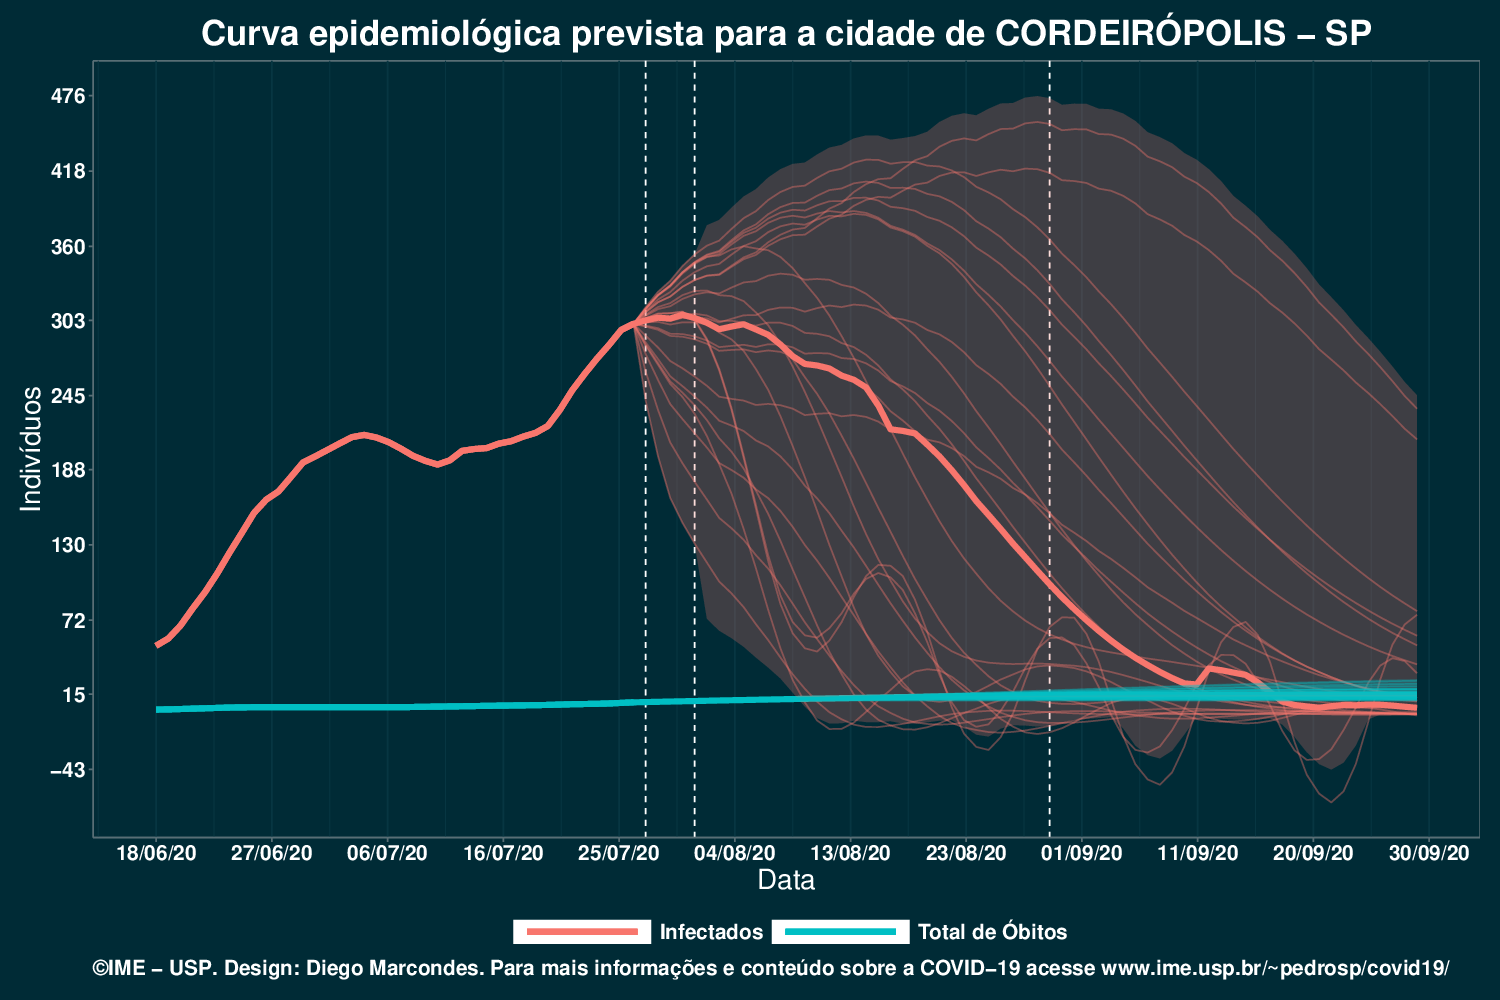 Curva epidemiológica prevista para a cidade de CORDEIRÓPOLIS – SP
476
418
360
303
245
188
130
72
15
−43
Indivíduos
18/06/20 27/06/20 06/07/20 16/07/20 25/07/20 04/08/20 13/08/20 23/08/20 01/09/20 11/09/20 20/09/20 30/09/20
Data
Infectados Total de Óbitos
©IME – USP. Design: Diego Marcondes. Para mais informações e conteúdo sobre a COVID−19 acesse www.ime.usp.br/~pedrosp/covid19/